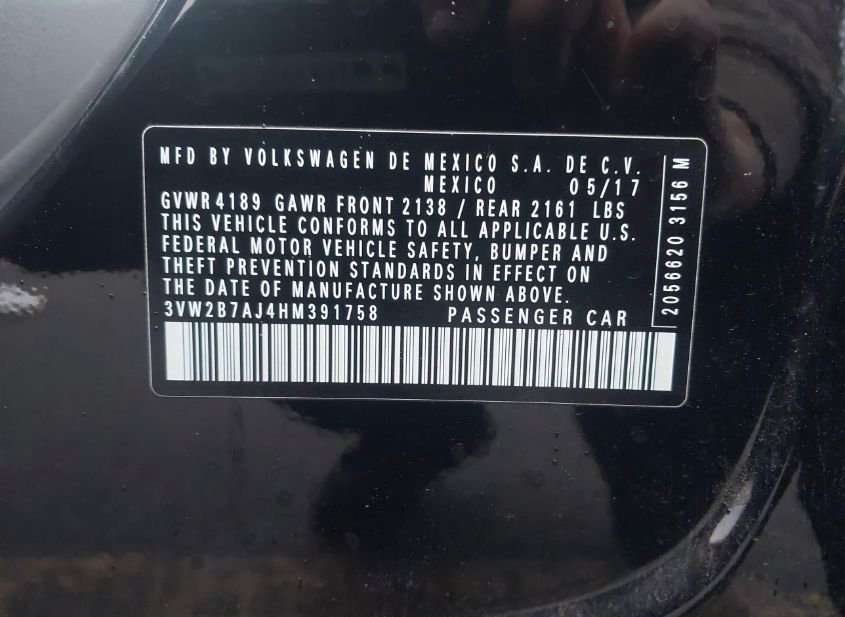 MFD BY VOLKSWAGEN DE MEXICO S.A. DE C.V.
MEXICO 05/17
GVWR 4189 GAWR FRONT 2138 / REAR 2161 LBS
THIS VEHICLE CONFORMS TO ALL APPLICABLE U.S.
FEDERAL MOTOR VEHICLE SAFETY, BUMPER AND
THEFT PREVENTION STANDARDS IN EFFECT ON
THE DATE OF MANUFACTURE SHOWN ABOVE.
3VW2B7AJ4HM391758 PASSENGER CAR
2056620 3156 M